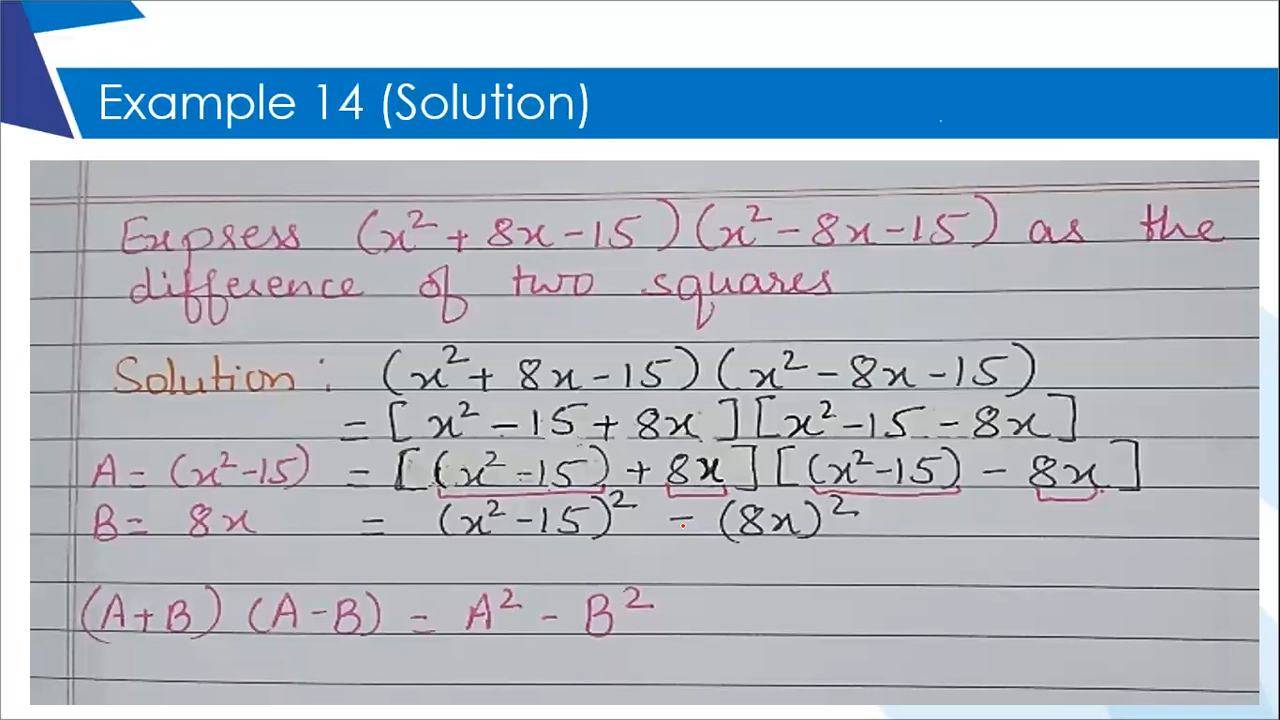 Example 14 (Solution)
Express (x² + 8x - 15) (x² - 8x - 15) as the
difference of two squares
Solution : (x² + 8x - 15) (x² - 8x - 15)
= [x² - 15 + 8x] [x² - 15 - 8x]
A = (x² - 15) = [(x² - 15) + 8x] [(x² - 15) - 8x]
B = 8x = (x² - 15)² - (8x)²
(A + B) (A - B) = A² - B²